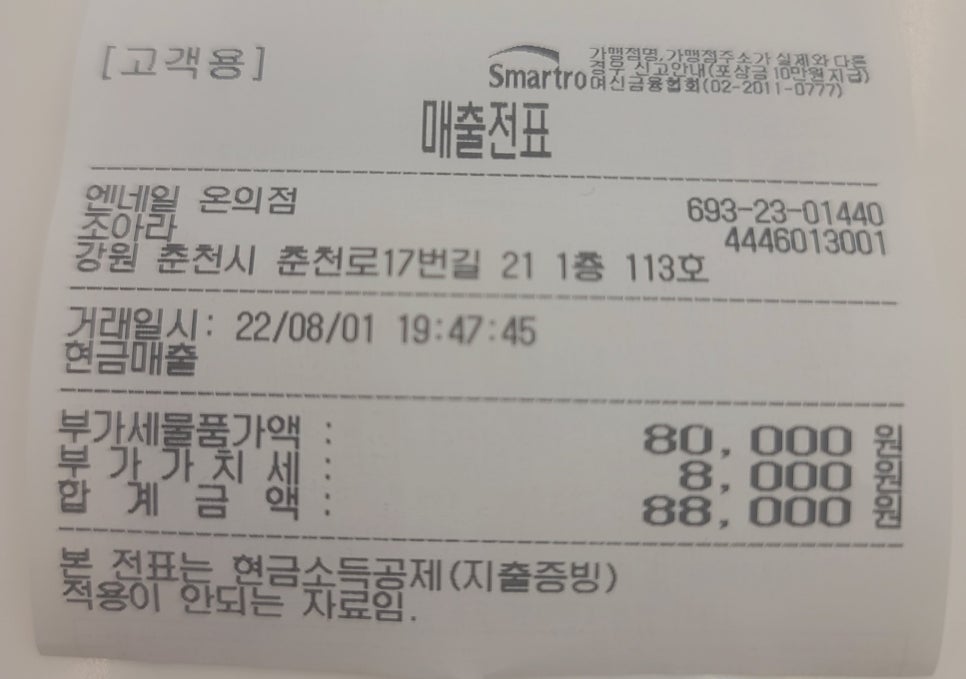 [고객용]
Smartro
가맹점명,가맹점주소가 실제와 다른
경우 신고안내(포상금 10만원 지급)
여신금융협회(02-2011-0777)
매출전표
엔네일 온의점 693-23-01440
조아라 4446013001
강원 춘천시 춘천로17번길 21 1층 113호
거래일시: 22/08/01 19:47:45
현금매출
부가세물품가액 : 80,000 원
부 가 가 치 세 : 8,000 원
합 계 금 액 : 88,000 원
본 전표는 현금소득공제(지출증빙)
적용이 안되는 자료임.